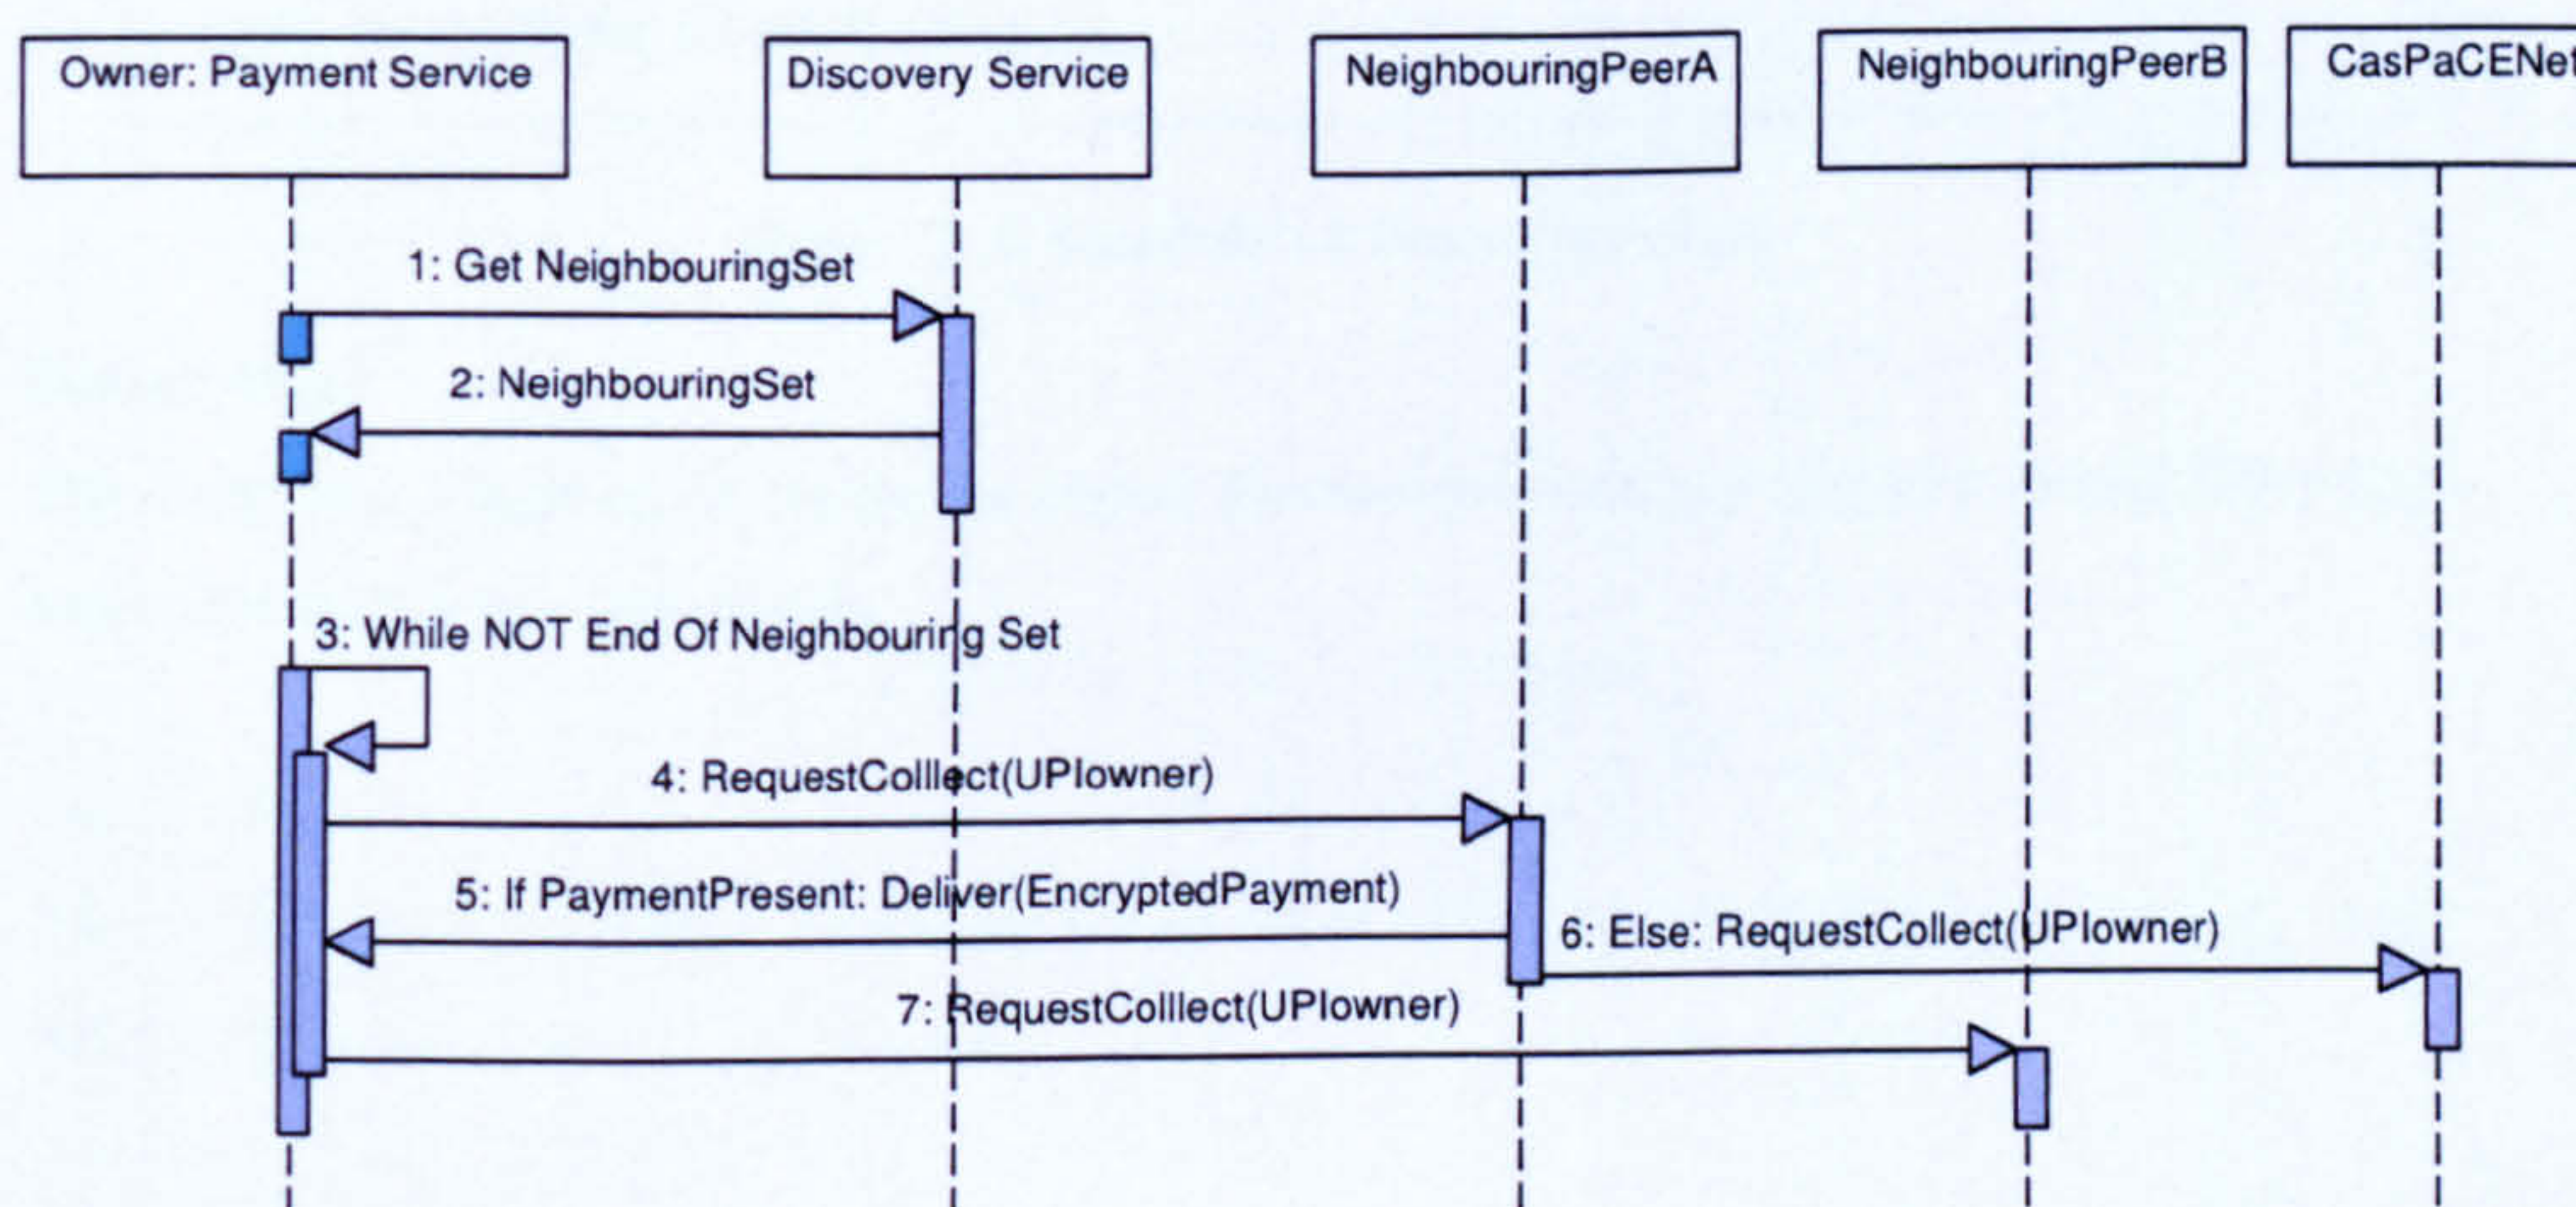 Owner: Payment Service
Discovery Service
NeighbouringPeerA
NeighbouringPeerB
CasPaCENet
1: Get NeighbouringSet
2: NeighbouringSet
3: While NOT End Of Neighbouring Set
4: RequestColllect(UPIowner)
5: If PaymentPresent: Deliver(EncryptedPayment)
6: Else: RequestCollect(UPIowner)
7: RequestColllect(UPIowner)